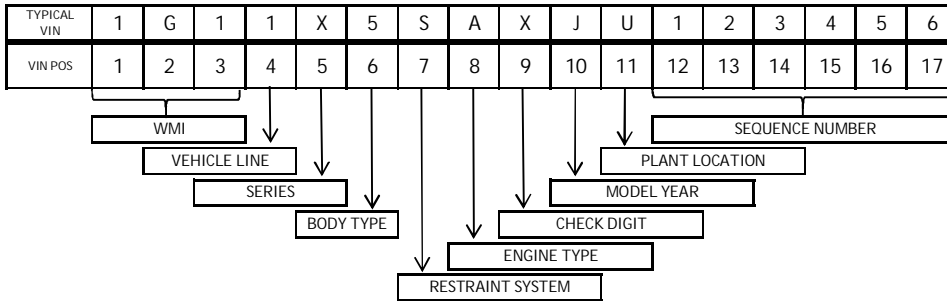 TYPICAL
VIN
1 G 1 1 X 5 S A X J U 1 2 3 4 5 6
VIN POS 1 2 3 4 5 6 7 8 9 10 11 12 13 14 15 16 17
WMI SEQUENCE NUMBER
VEHICLE LINE PLANT LOCATION
SERIES MODEL YEAR
BODY TYPE CHECK DIGIT
ENGINE TYPE
RESTRAINT SYSTEM